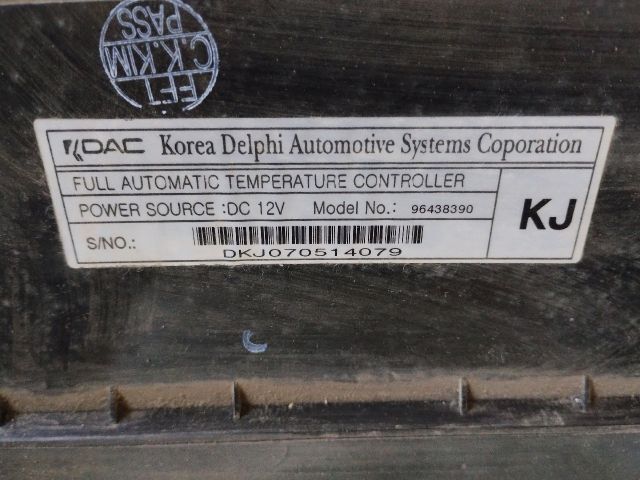 EFT
C.K.KIM
PASS
KDAC Korea Delphi Automotive Systems Coporation
FULL AUTOMATIC TEMPERATURE CONTROLLER
POWER SOURCE :DC 12V Model No.: 96438390
KJ
S/NO.:
DKJ070514079